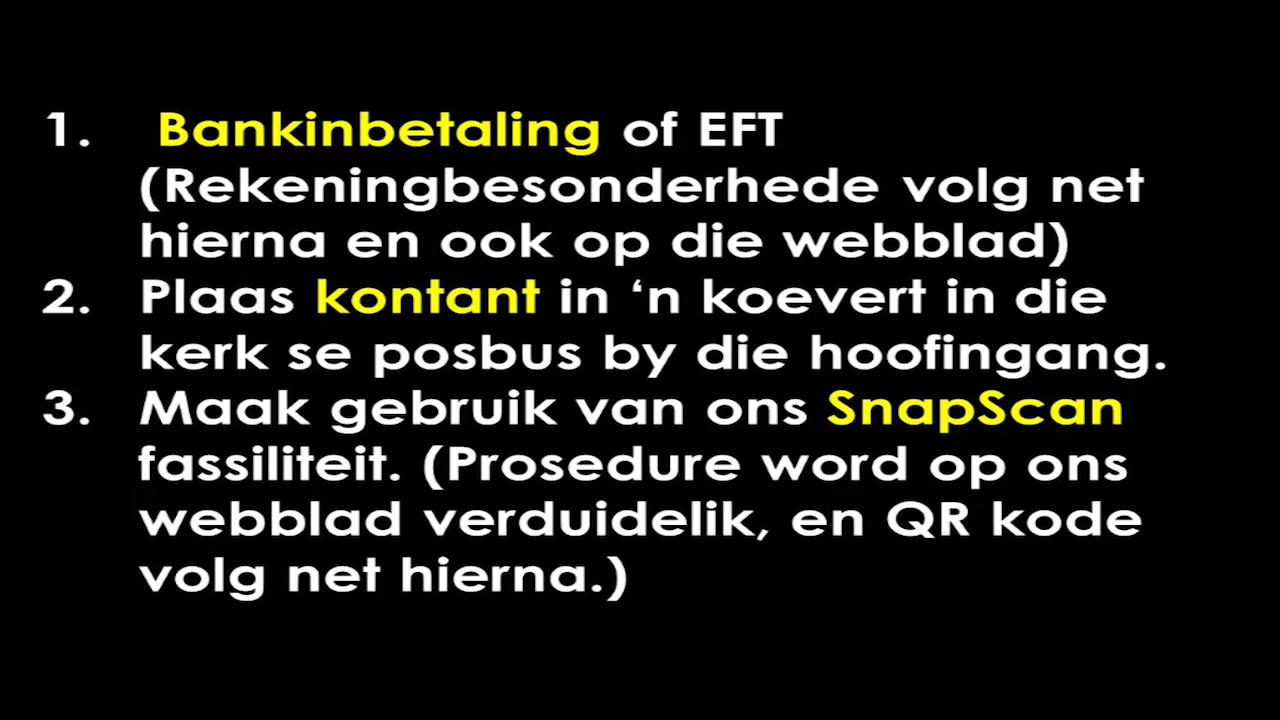 1. Bankinbetaling of EFT
(Rekeningbesonderhede volg net
hierna en ook op die webblad)
2. Plaas kontant in ‘n koevert in die
kerk se posbus by die hoofingang.
3. Maak gebruik van ons SnapScan
fassiliteit. (Prosedure word op ons
webblad verduidelik, en QR kode
volg net hierna.)